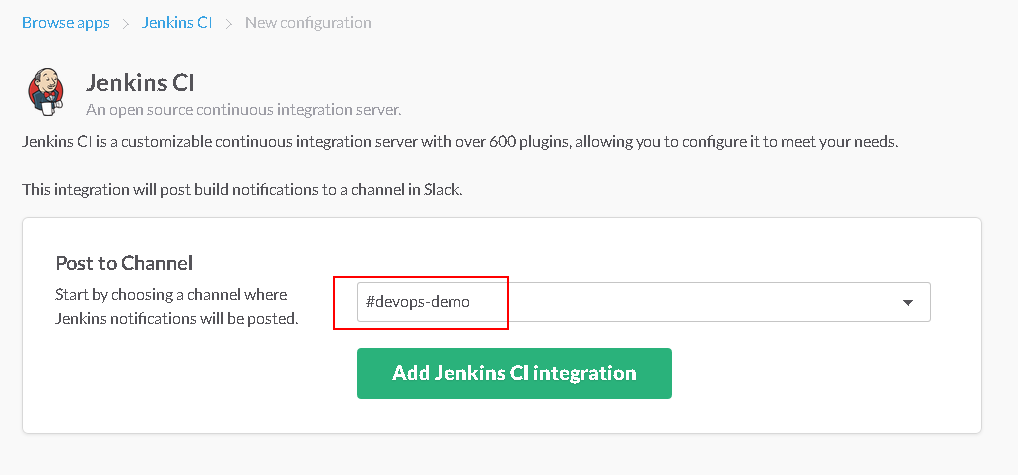 Browse apps > Jenkins CI > New configuration
Jenkins CI
An open source continuous integration server.
Jenkins CI is a customizable continuous integration server with over 600 plugins, allowing you to configure it to meet your needs.
This integration will post build notifications to a channel in Slack.
Post to Channel
Start by choosing a channel where
Jenkins notifications will be posted.
#devops-demo
Add Jenkins CI integration